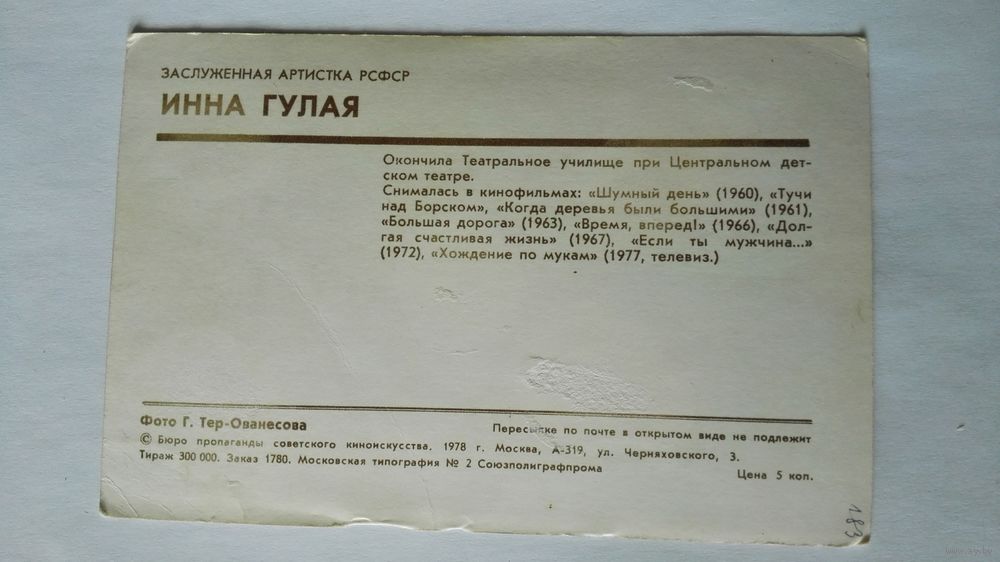 ЗАСЛУЖЕННАЯ АРТИСТКА РСФСР
ИННА ГУЛАЯ
Окончила Театральное училище при Центральном дет-
ском театре.
Снималась в кинофильмах: «Шумный день» (1960), «Тучи
над Борском», «Когда деревья были большими» (1961),
«Большая дорога» (1963), «Время, вперед!» (1966), «Дол-
гая счастливая жизнь» (1967), «Если ты мужчина...»
(1972), «Хождение по мукам» (1977, телевиз.)
Фото Г. Тер-Ованесова
Пересылке по почте в открытом виде не подлежит
© Бюро пропаганды советского киноискусства. 1978 г. Москва, А-319, ул. Черняховского, 3.
Тираж 300 000. Заказ 1780. Московская типография № 2 Союзполиграфпрома
Цена 5 коп.
183